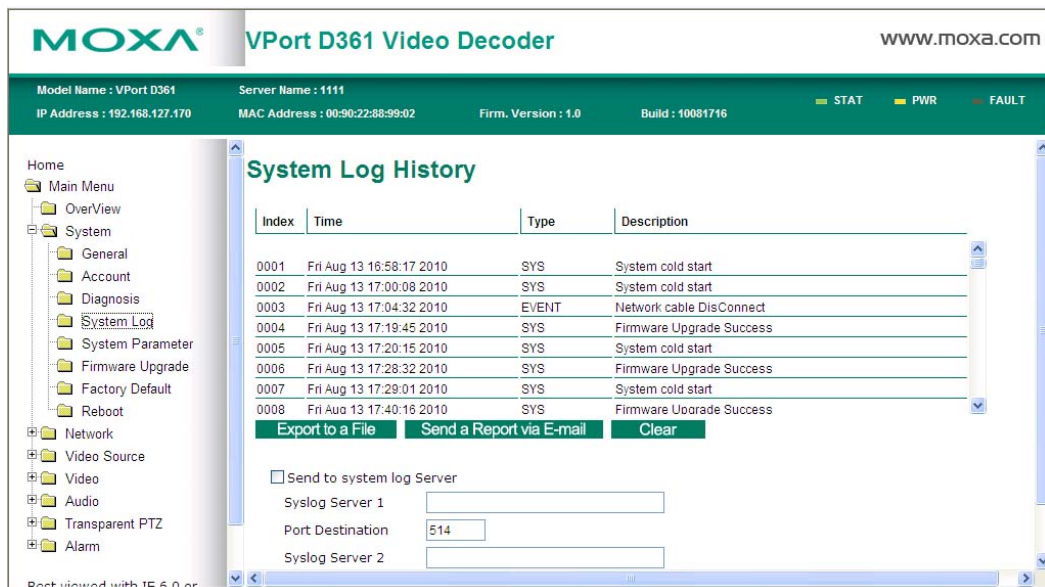 MOXA®
VPort D361 Video Decoder
www.moxa.com
Model Name : VPort D361
Server Name : 1111
IP Address : 192.168.127.170
MAC Address : 00:90:22:88:99:02
Firm. Version : 1.0
Build : 10081716
STAT
PWR
FAULT
Home
Main Menu
OverView
System
General
Account
Diagnosis
System Log
System Parameter
Firmware Upgrade
Factory Default
Reboot
Network
Video Source
Video
Audio
Transparent PTZ
Alarm
Best viewed with IE 6.0 or
System Log History
Index Time Type Description
0001 Fri Aug 13 16:58:17 2010 SYS System cold start
0002 Fri Aug 13 17:00:08 2010 SYS System cold start
0003 Fri Aug 13 17:04:32 2010 EVENT Network cable DisConnect
0004 Fri Aug 13 17:19:45 2010 SYS Firmware Upgrade Success
0005 Fri Aug 13 17:20:15 2010 SYS System cold start
0006 Fri Aug 13 17:28:32 2010 SYS Firmware Upgrade Success
0007 Fri Aug 13 17:29:01 2010 SYS System cold start
0008 Fri Aug 13 17:40:16 2010 SYS Firmware Upgrade Success
Export to a File
Send a Report via E-mail
Clear
Send to system log Server
Syslog Server 1
Port Destination 514
Syslog Server 2